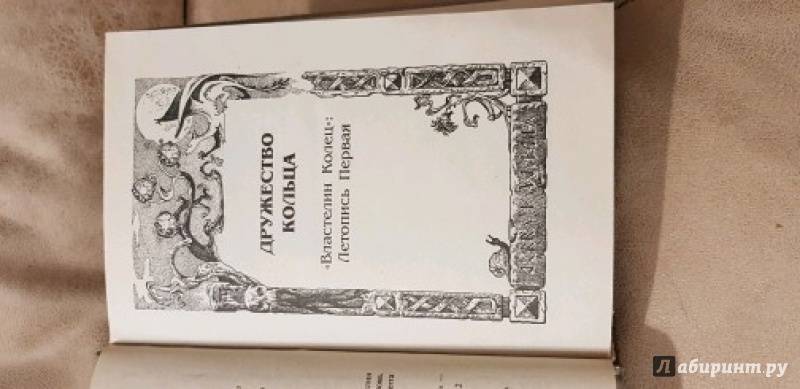 ДРУЖЕСТВО
КОЛЬЦА
«Властелин Колец»:
Летопись Первая
Лабиринт.ру